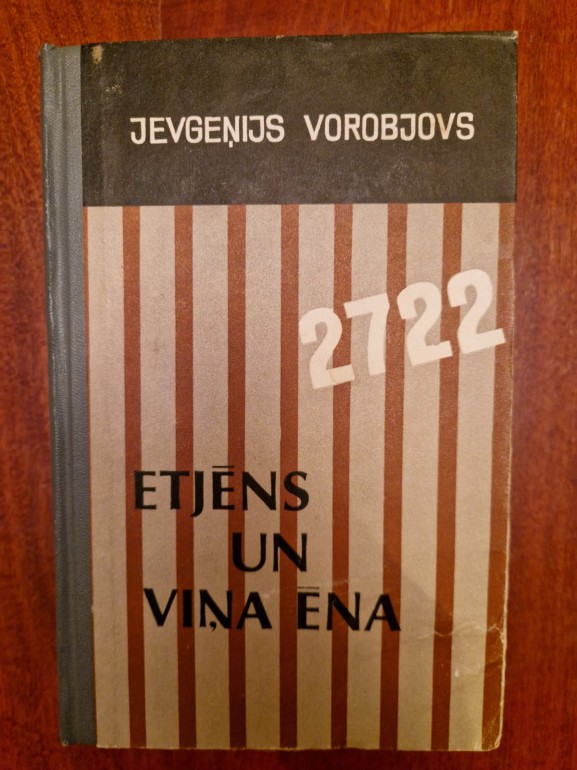 JEVGEŅIJS VOROBJOVS
2722
ETJĒNS
UN
VIŅA ĒNA